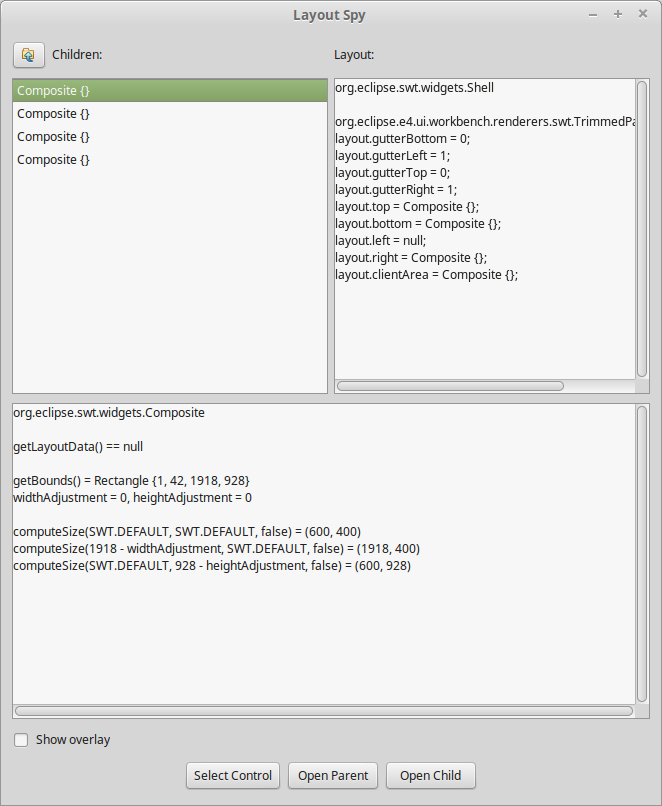 Layout Spy
Children:
Layout:
Composite {}
Composite {}
Composite {}
Composite {}
org.eclipse.swt.widgets.Shell
org.eclipse.e4.ui.workbench.renderers.swt.TrimmedPa
layout.gutterBottom = 0;
layout.gutterLeft = 1;
layout.gutterTop = 0;
layout.gutterRight = 1;
layout.top = Composite {};
layout.bottom = Composite {};
layout.left = null;
layout.right = Composite {};
layout.clientArea = Composite {};
org.eclipse.swt.widgets.Composite
getLayoutData() == null
getBounds() = Rectangle {1, 42, 1918, 928}
widthAdjustment = 0, heightAdjustment = 0
computeSize(SWT.DEFAULT, SWT.DEFAULT, false) = (600, 400)
computeSize(1918 - widthAdjustment, SWT.DEFAULT, false) = (1918, 400)
computeSize(SWT.DEFAULT, 928 - heightAdjustment, false) = (600, 928)
Show overlay
Select Control
Open Parent
Open Child